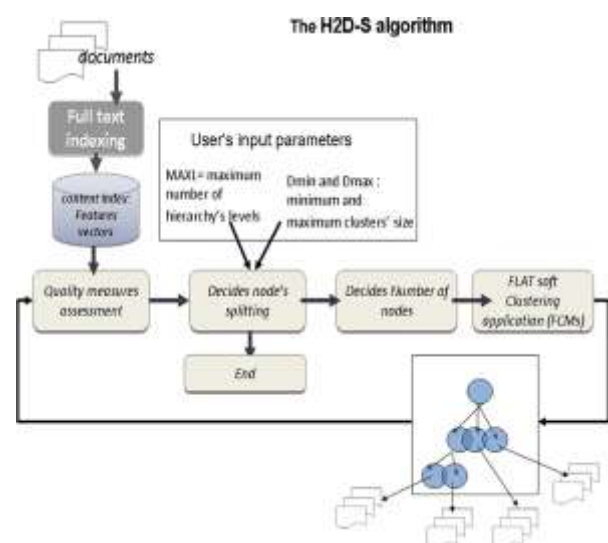 The H2D-S algorithm
documents
Full text
indexing
content index:
Features
vectors
User's input parameters
MAXL= maximum
number of
hierarchy's levels
Dmin and Dmax :
minimum and
maximum clusters' size
Quality measures
assessment
Decides node's
splitting
Decides Number of
nodes
FLAT soft
Clustering
application (FCMs)
End